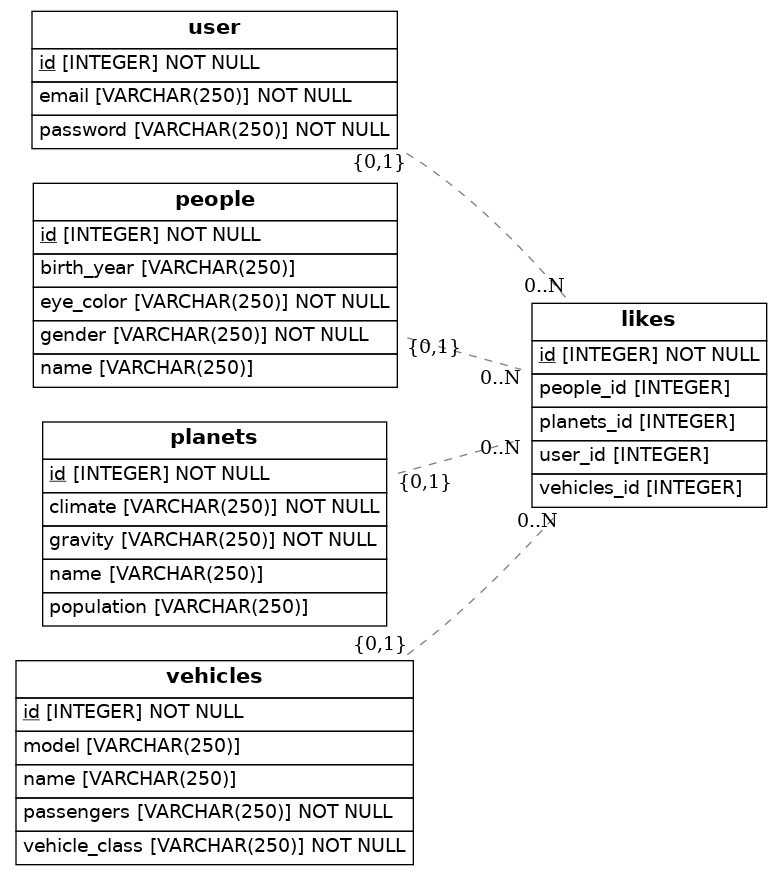 user
id [INTEGER] NOT NULL
email [VARCHAR(250)] NOT NULL
password [VARCHAR(250)] NOT NULL
{0,1}
people
id [INTEGER] NOT NULL
birth_year [VARCHAR(250)]
eye_color [VARCHAR(250)] NOT NULL
gender [VARCHAR(250)] NOT NULL
name [VARCHAR(250)]
{0,1}
planets
id [INTEGER] NOT NULL
climate [VARCHAR(250)] NOT NULL
gravity [VARCHAR(250)] NOT NULL
name [VARCHAR(250)]
population [VARCHAR(250)]
{0,1}
vehicles
id [INTEGER] NOT NULL
model [VARCHAR(250)]
name [VARCHAR(250)]
passengers [VARCHAR(250)] NOT NULL
vehicle_class [VARCHAR(250)] NOT NULL
{0,1}
0..N
0..N
0..N
0..N
likes
id [INTEGER] NOT NULL
people_id [INTEGER]
planets_id [INTEGER]
user_id [INTEGER]
vehicles_id [INTEGER]